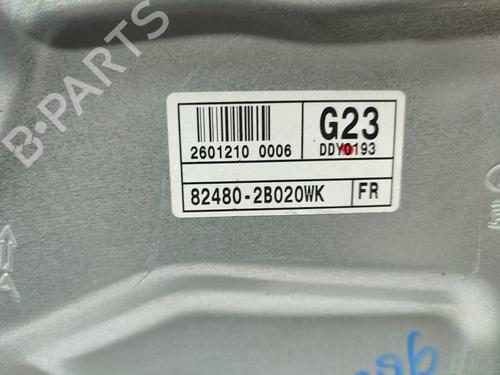 B-PARTS
G23
2601210 0006
DDY0193
82480-2B020WK
FR
A